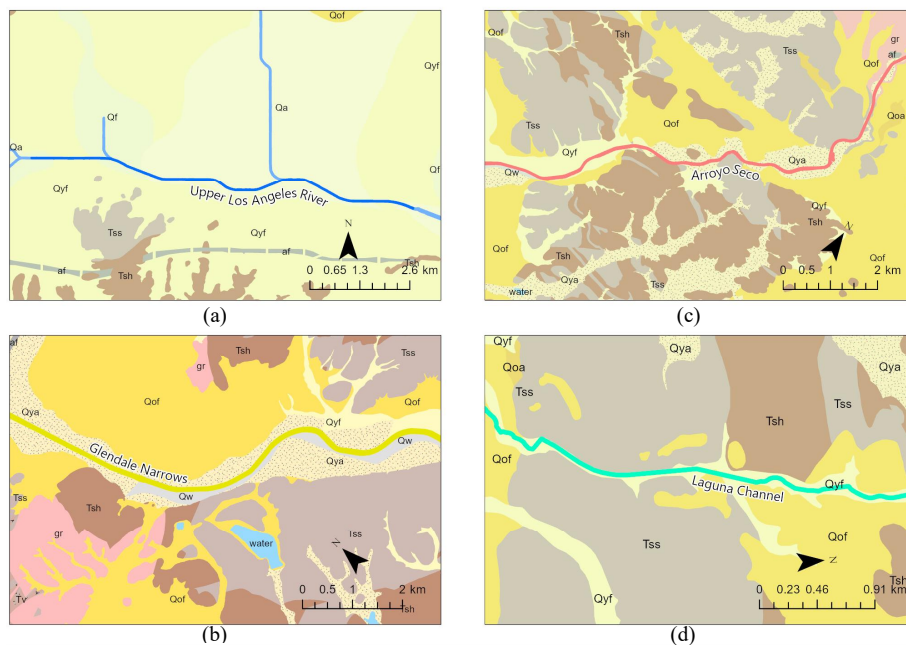 Qof
Qyf
Qa
Qf
Qa
Qof
Upper Los Angeles River
Qyf
Tss
Qyf
N
0 0.65 1.3 2.6 km
af
Tsh
Tsh
(a)
Qof
Tsh
gr
af
Qof
Qoa
Tss
Qof
Qyf
Qya
Qw
Arroyo Seco
Qyf
Tsh
N
Qof
Tsh
Qof
0 0.5 1 2 km
Qya
Tss
water
(c)
af
Tsh
gr
Tss
Qof
Qof
Qya
Qyf
Qw
Glendale Narrows
Qya
Tss
Qw
Tsh
gr
water
Iss
N
Qof
0 0.5 1 2 km
Tv
Tsh
(b)
Qyf
Qya
Qoa
Qya
Tss
Tsh
Tss
Qof
Laguna Channel
Qyf
Tss
Qof
N
Tsh
0 0.23 0.46 0.91 km
Qyf
(d)